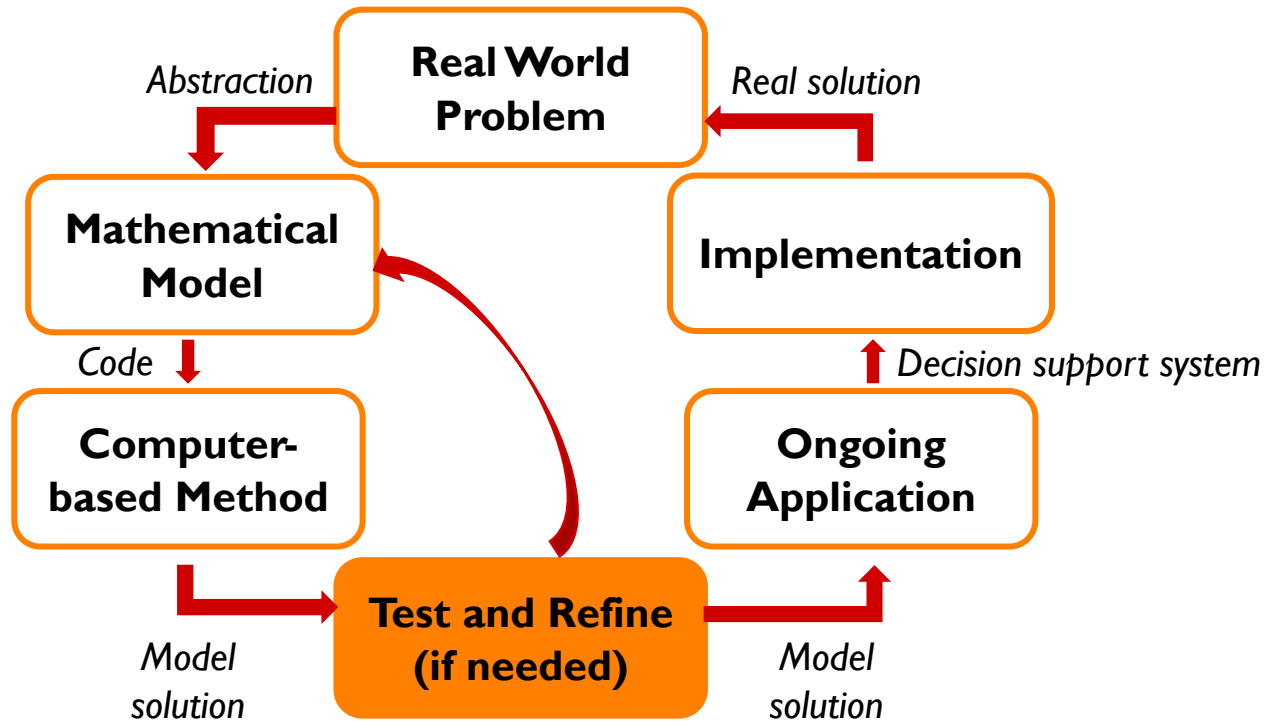 Real World
Problem
Abstraction
Real solution
Mathematical
Model
Implementation
Code
Decision support system
Computer-
based Method
Ongoing
Application
Test and Refine
(if needed)
Model
solution
Model
solution